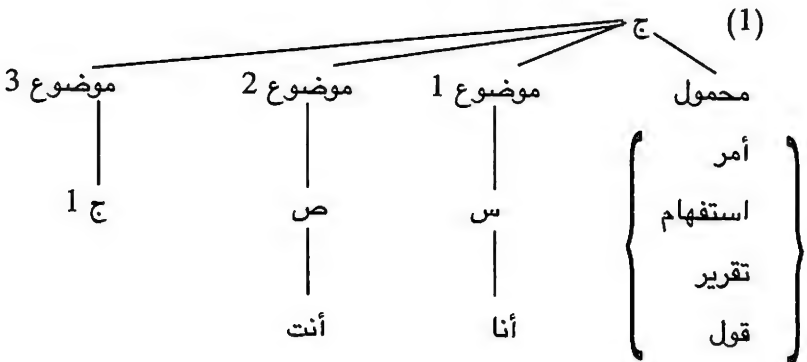 (1) ج
محمول موضوع 1 موضوع 2 موضوع 3
أمر
استفهام س ص ج 1
تقرير
قول أنا أنت